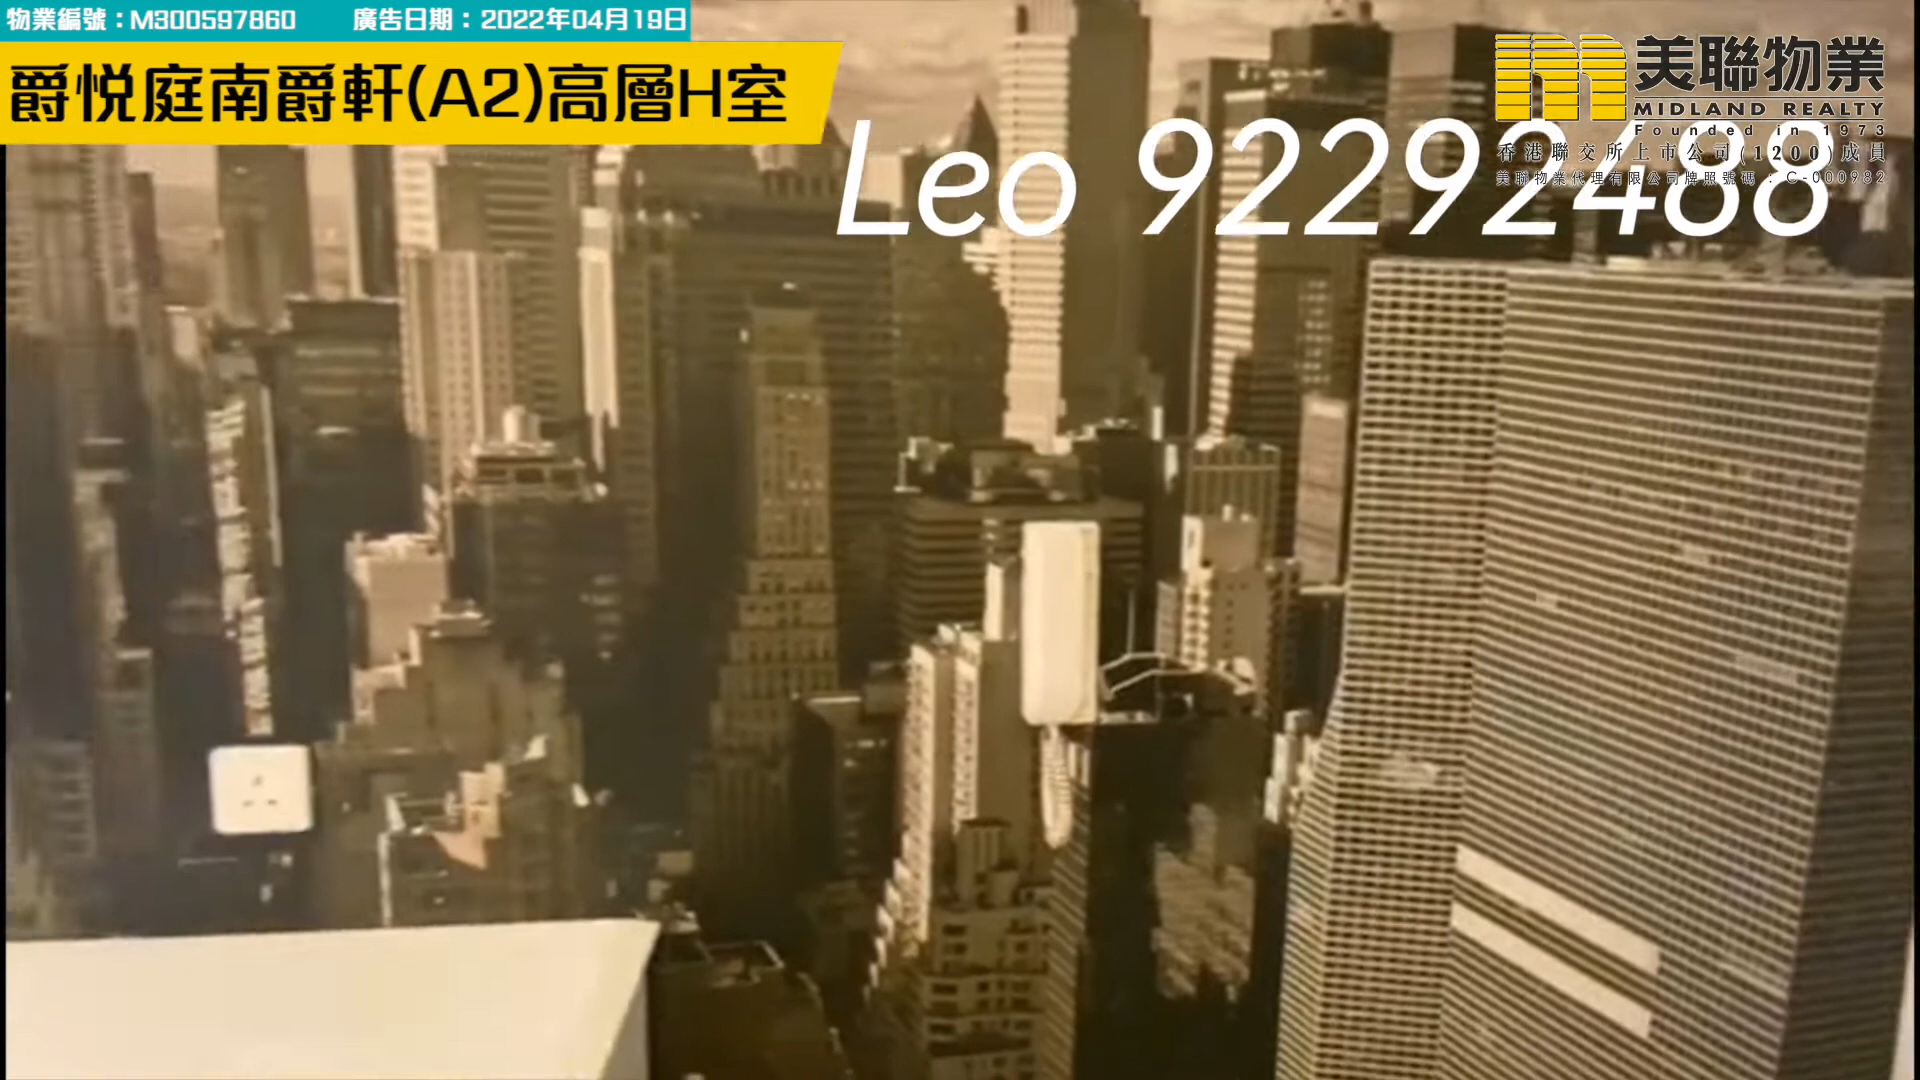 物業編號：M300597860 廣告日期：2022年04月19日
爵悅庭南爵軒(A2)高層H室
美聯物業
MIDLAND REALTY
Founded in 1973
香港聯交所上市公司(1200)成員
美聯物業代理有限公司牌照號碼：C-000982
Leo 92292488